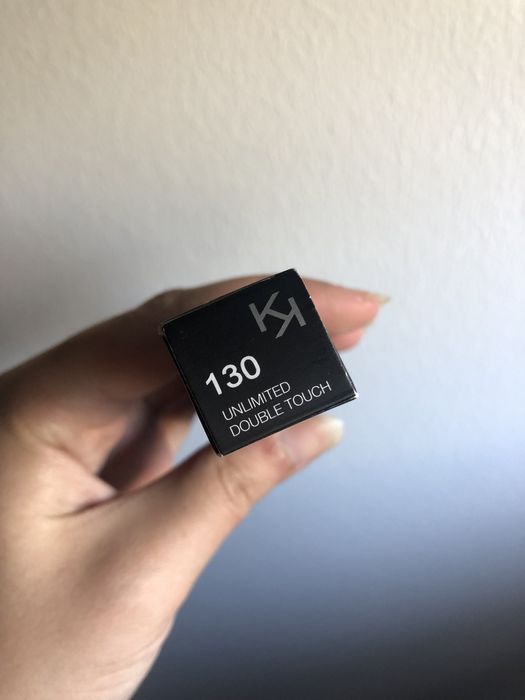 KK
130
UNLIMITED
DOUBLE TOUCH